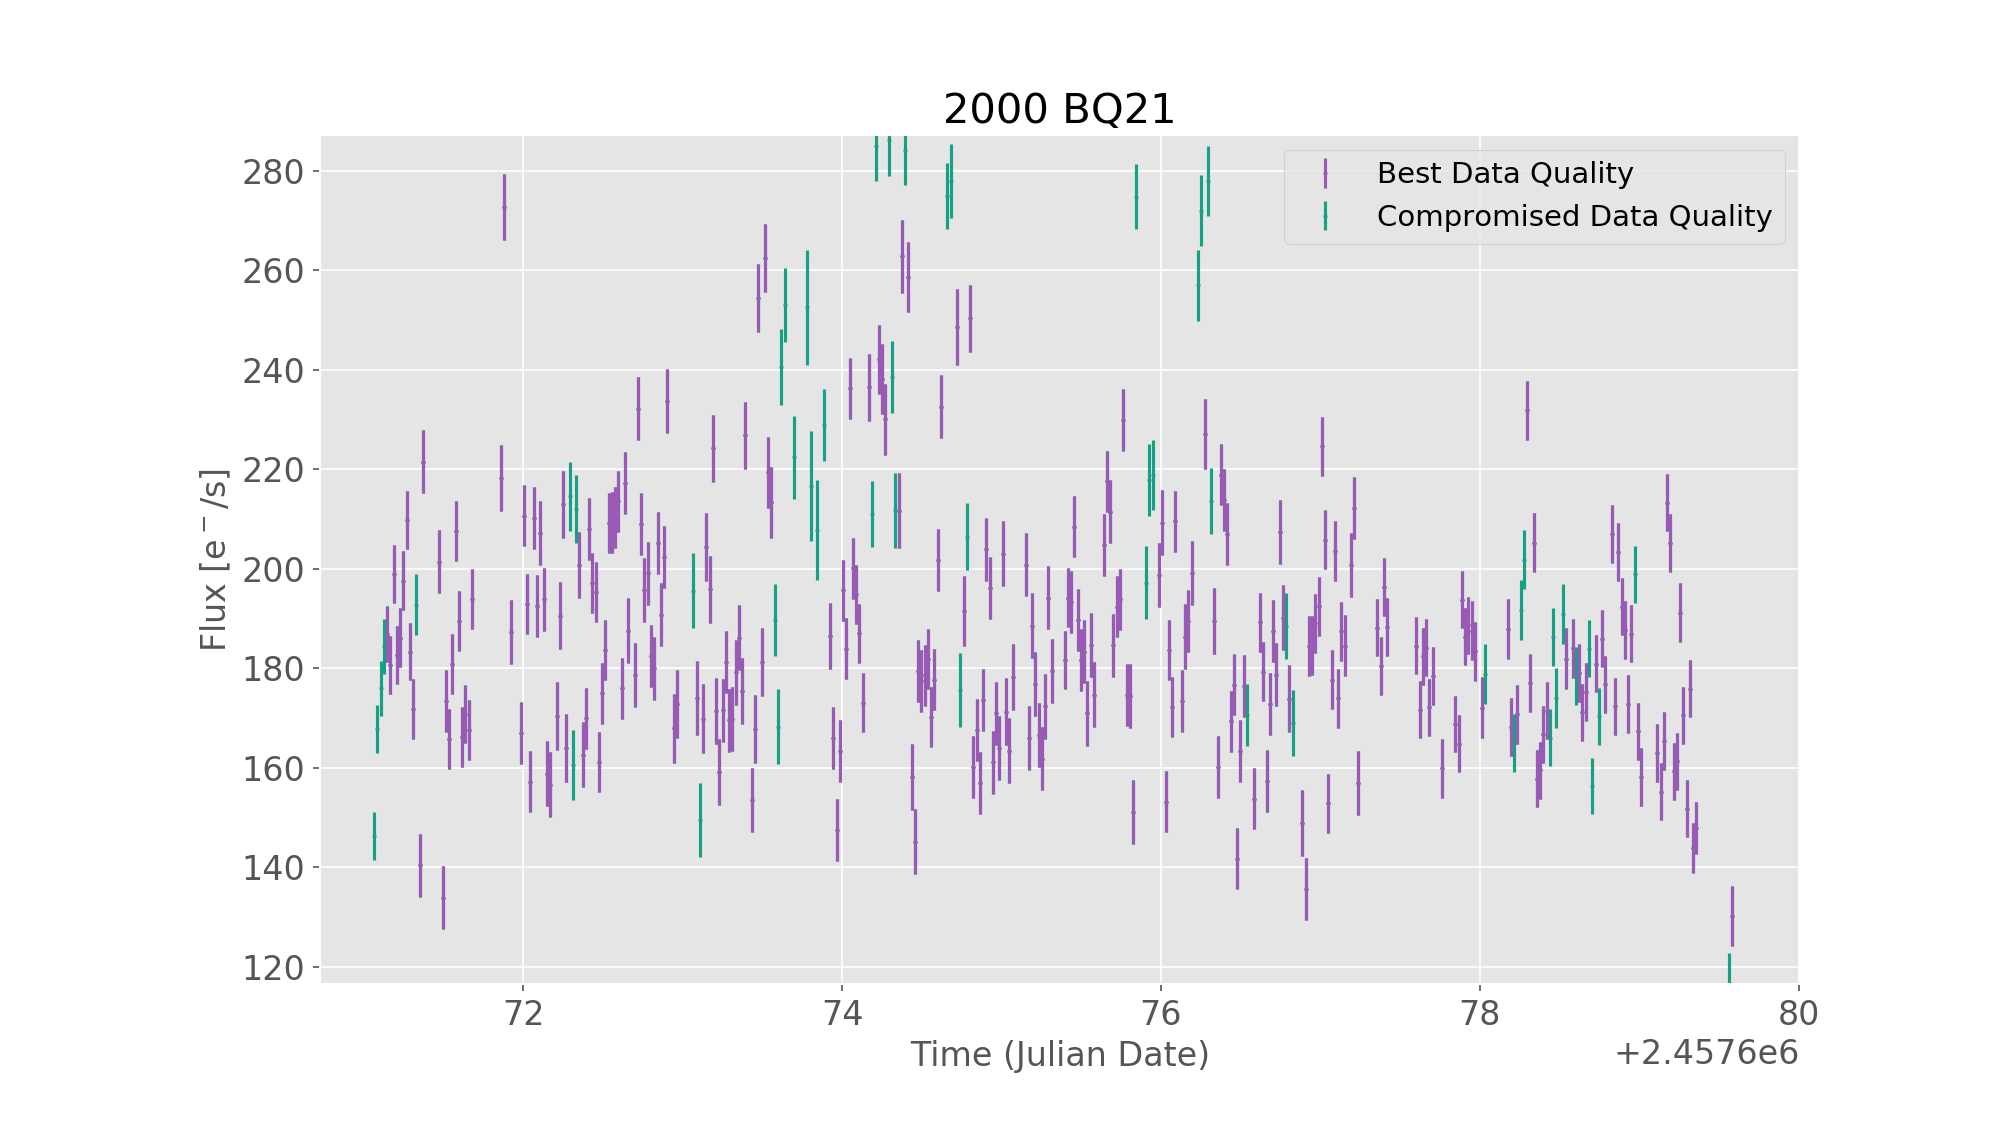 2000 BQ21
Best Data Quality
Compromised Data Quality
Flux [e⁻/s]
280
260
240
220
200
180
160
140
120
72
74
76
78
80
Time (Julian Date)
+2.4576e6